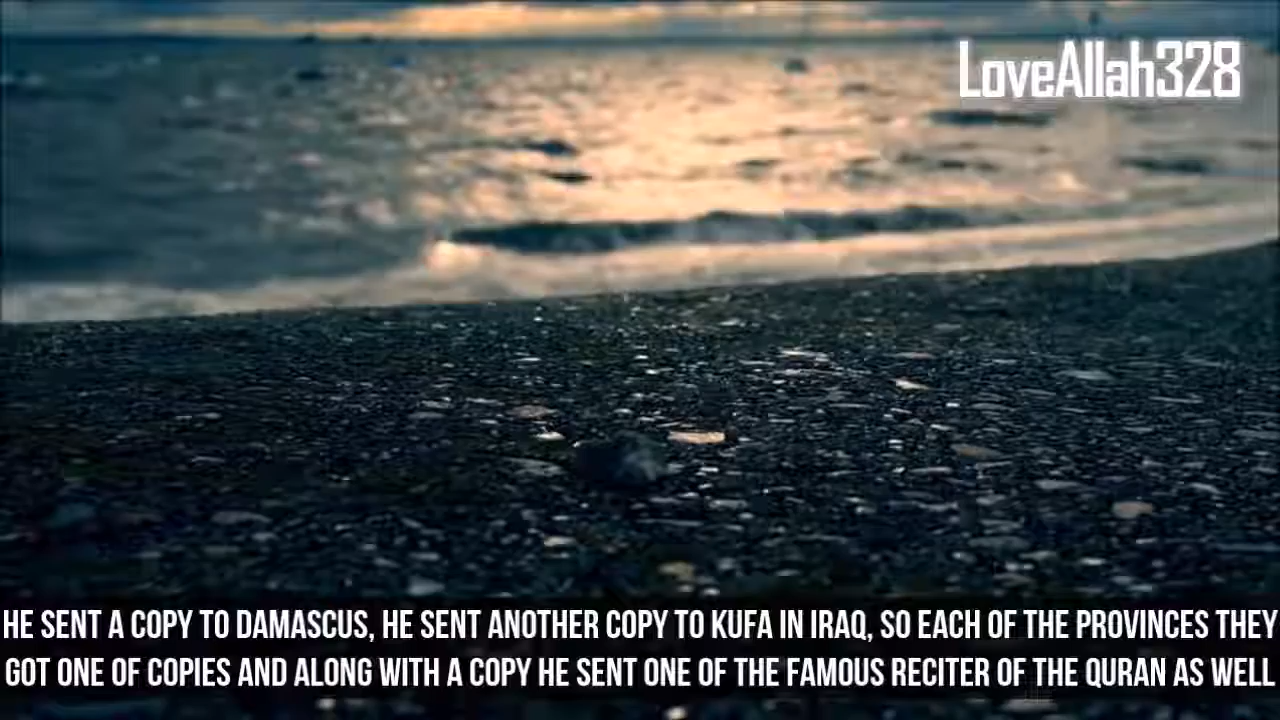 LoveAllah328
HE SENT A COPY TO DAMASCUS, HE SENT ANOTHER COPY TO KUFA IN IRAQ, SO EACH OF THE PROVINCES THEY
GOT ONE OF COPIES AND ALONG WITH A COPY HE SENT ONE OF THE FAMOUS RECITER OF THE QURAN AS WELL